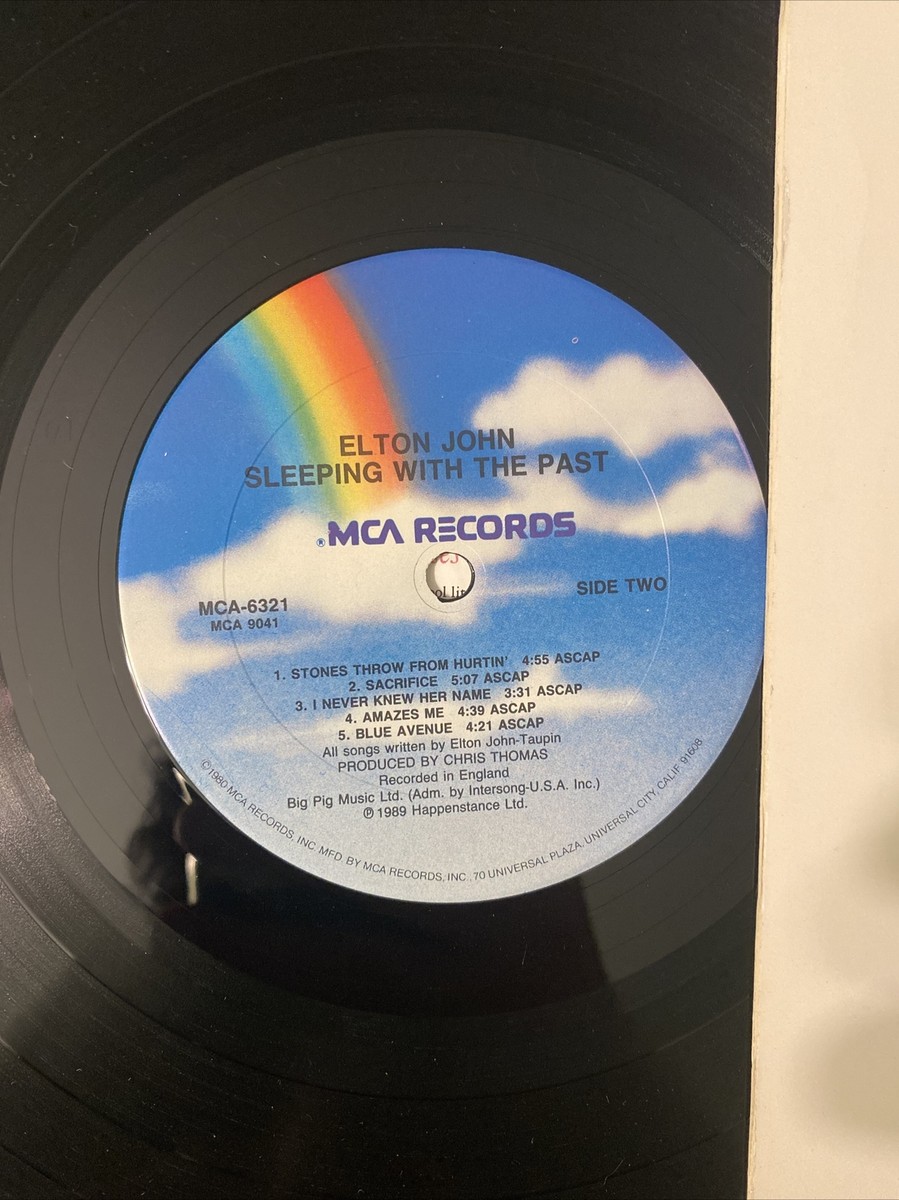 ELTON JOHN
SLEEPING WITH THE PAST
®MCA RECORDS
SIDE TWO
MCA-6321
MCA 9041
1. STONES THROW FROM HURTIN' 4:55 ASCAP
2. SACRIFICE 5:07 ASCAP
3. I NEVER KNEW HER NAME 3:31 ASCAP
4. AMAZES ME 4:39 ASCAP
5. BLUE AVENUE 4:21 ASCAP
All songs written by Elton John-Taupin
PRODUCED BY CHRIS THOMAS
Recorded in England
Big Pig Music Ltd. (Adm. by Intersong-U.S.A. Inc.)
℗ 1989 Happenstance Ltd.
©1980 MCA RECORDS, INC MFD BY MCA RECORDS, INC., 70 UNIVERSAL PLAZA, UNIVERSAL CITY, CALIF. 91608